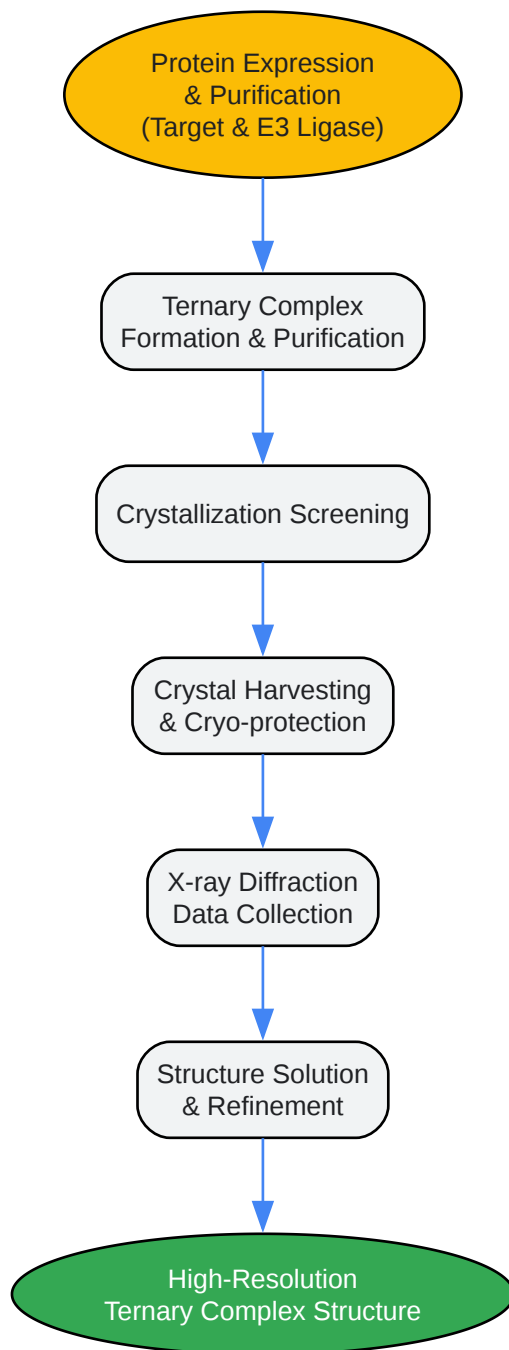 Protein Expression
& Purification
(Target & E3 Ligase)
Ternary Complex
Formation & Purification
Crystallization Screening
Crystal Harvesting
& Cryo-protection
X-ray Diffraction
Data Collection
Structure Solution
& Refinement
High-Resolution
Ternary Complex Structure